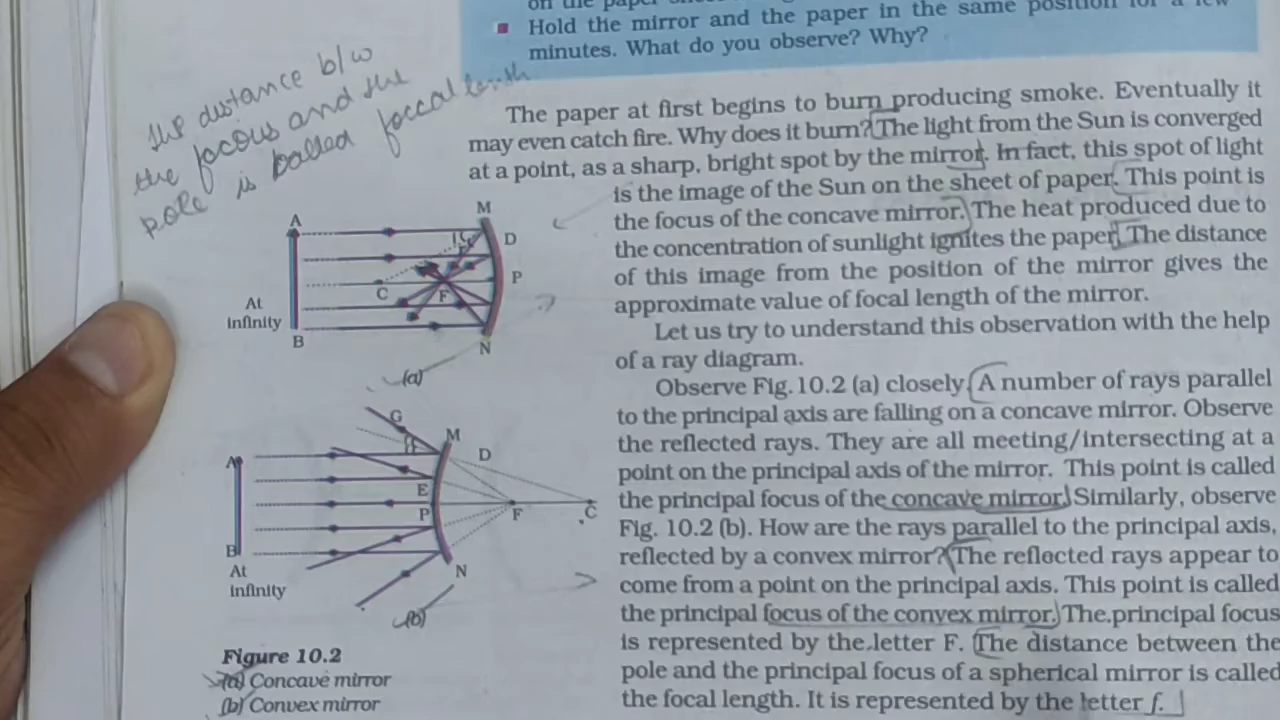 Hold the mirror and the paper in the same position for a few
minutes. What do you observe? Why?
the distance b/w
the focous and the
pole is called foccal
The paper at first begins to burn producing smoke. Eventually it
may even catch fire. Why does it burn? The light from the Sun is converged
at a point, as a sharp, bright spot by the mirror. In fact, this spot of light
is the image of the Sun on the sheet of paper. This point is
the focus of the concave mirror. The heat produced due to
the concentration of sunlight ignites the paper. The distance
of this image from the position of the mirror gives the
approximate value of focal length of the mirror.
Let us try to understand this observation with the help
of a ray diagram.
Observe Fig. 10.2 (a) closely. A number of rays parallel
to the principal axis are falling on a concave mirror. Observe
the reflected rays. They are all meeting/intersecting at a
point on the principal axis of the mirror. This point is called
the principal focus of the concave mirror. Similarly, observe
Fig. 10.2 (b). How are the rays parallel to the principal axis,
reflected by a convex mirror? The reflected rays appear to
come from a point on the principal axis. This point is called
the principal focus of the convex mirror. The principal focus
is represented by the letter F. The distance between the
pole and the principal focus of a spherical mirror is called
the focal length. It is represented by the letter f.
A
M
D
P
C
F
At
infinity
B
N
(a)
G
M
A
D
E
P
F
C
B
At
infinity
N
(b)
Figure 10.2
(a) Concave mirror
(b) Convex mirror